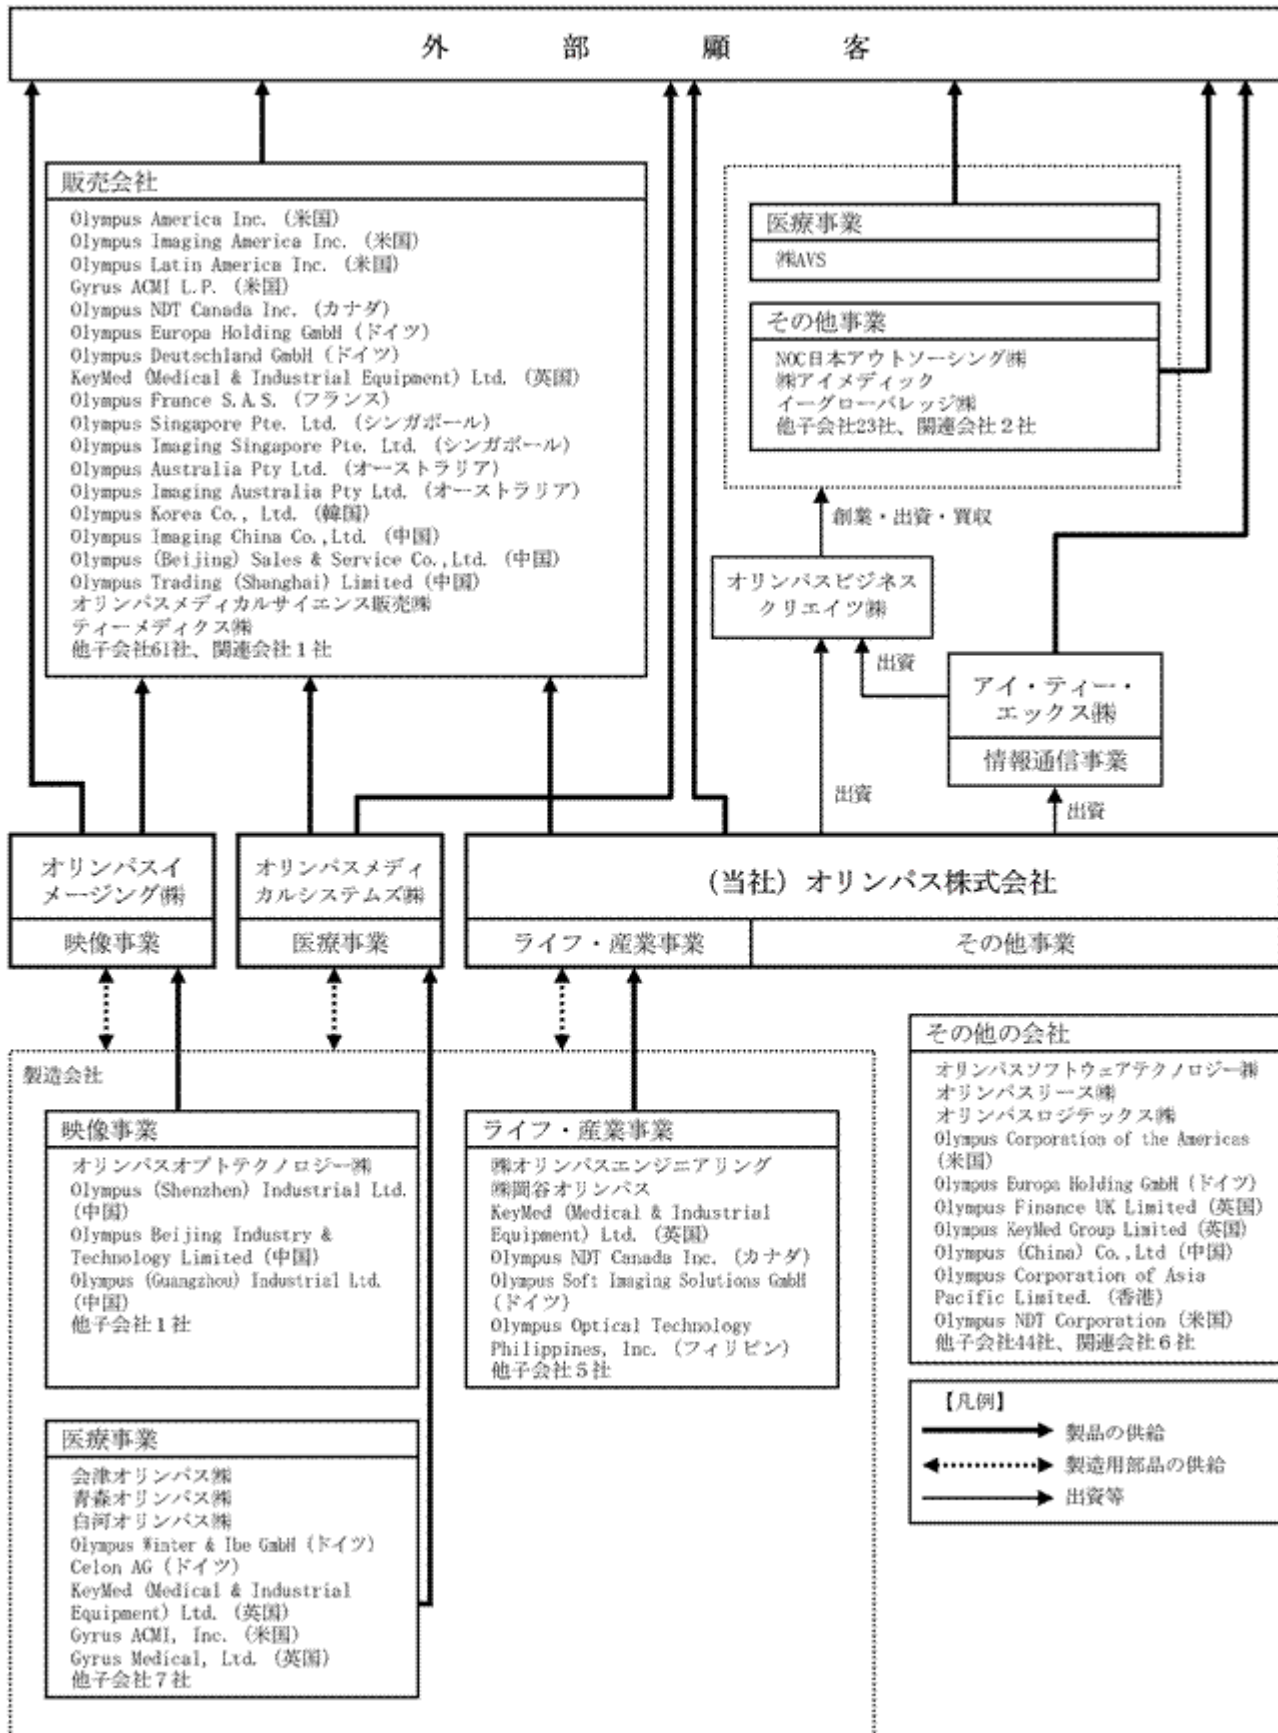 外部顧客
販売会社
Olympus America Inc. (米国)
Olympus Imaging America Inc. (米国)
Olympus Latin America Inc. (米国)
Gyrus ACMI L.P. (米国)
Olympus NDT Canada Inc. (カナダ)
Olympus Europa Holding GmbH (ドイツ)
Olympus Deutschland GmbH (ドイツ)
KeyMed (Medical & Industrial Equipment) Ltd. (英国)
Olympus France S.A.S. (フランス)
Olympus Singapore Pte. Ltd. (シンガポール)
Olympus Imaging Singapore Pte. Ltd. (シンガポール)
Olympus Australia Pty Ltd. (オーストラリア)
Olympus Imaging Australia Pty Ltd. (オーストラリア)
Olympus Korea Co., Ltd. (韓国)
Olympus Imaging China Co.,Ltd. (中国)
Olympus (Beijing) Sales & Service Co.,Ltd. (中国)
Olympus Trading (Shanghai) Limited (中国)
オリンパスメディカルサイエンス販売㈱
ティーメディクス㈱
他子会社61社、関連会社1社
医療事業
㈱AVS
その他事業
NOC日本アウトソーシング㈱
㈱アイメディック
イーグローバレッジ㈱
他子会社23社、関連会社2社
創業・出資・買収
オリンパスビジネス
クリエイツ㈱
出資
アイ・ティー・
エックス㈱
情報通信事業
出資
出資
オリンパスイ
メージング㈱
映像事業
オリンパスメディ
カルシステムズ㈱
医療事業
(当社) オリンパス株式会社
ライフ・産業事業
その他事業
製造会社
映像事業
オリンパスオプトテクノロジー㈱
Olympus (Shenzhen) Industrial Ltd.
(中国)
Olympus Beijing Industry &
Technology Limited (中国)
Olympus (Guangzhou) Industrial Ltd.
(中国)
他子会社1社
ライフ・産業事業
㈱オリンパスエンジニアリング
㈱岡谷オリンパス
KeyMed (Medical & Industrial
Equipment) Ltd. (英国)
Olympus NDT Canada Inc. (カナダ)
Olympus Soft Imaging Solutions GmbH
(ドイツ)
Olympus Optical Technology
Philippines, Inc. (フィリピン)
他子会社5社
医療事業
会津オリンパス㈱
青森オリンパス㈱
白河オリンパス㈱
Olympus Winter & Ibe GmbH (ドイツ)
Celon AG (ドイツ)
KeyMed (Medical & Industrial
Equipment) Ltd. (英国)
Gyrus ACMI, Inc. (米国)
Gyrus Medical, Ltd. (英国)
他子会社7社
その他の会社
オリンパスソフトウェアテクノロジー㈱
オリンパスリース㈱
オリンパスロジテックス㈱
Olympus Corporation of the Americas
(米国)
Olympus Europa Holding GmbH (ドイツ)
Olympus Finance UK Limited (英国)
Olympus KeyMed Group Limited (英国)
Olympus (China) Co.,Ltd (中国)
Olympus Corporation of Asia
Pacific Limited. (香港)
Olympus NDT Corporation (米国)
他子会社44社、関連会社6社
【凡例】
製品の供給
製造用部品の供給
出資等